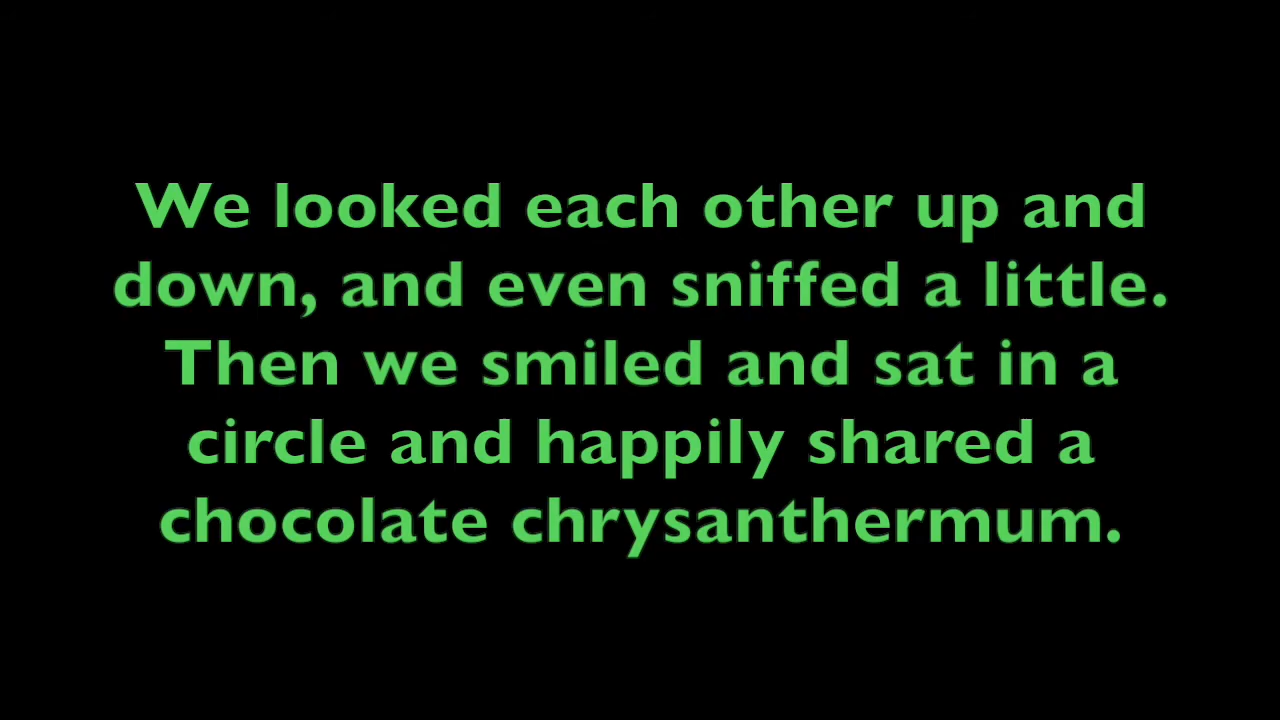 We looked each other up and
down, and even sniffed a little.
Then we smiled and sat in a
circle and happily shared a
chocolate chrysanthermum.